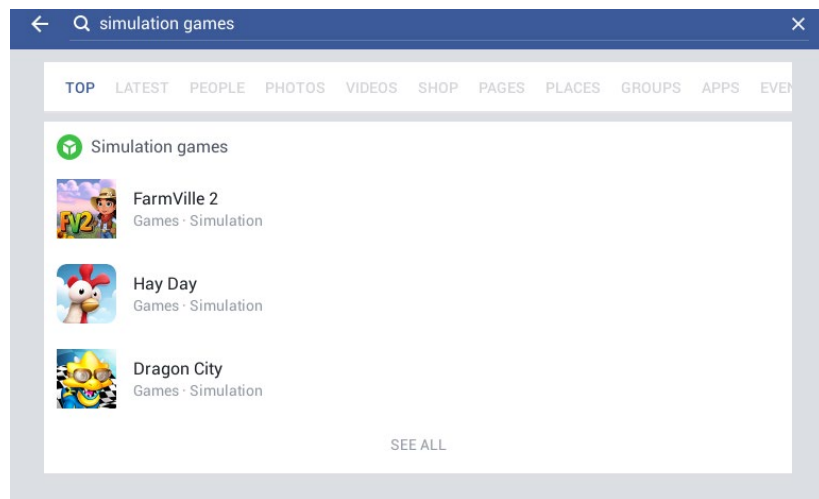 simulation games
TOP LATEST PEOPLE PHOTOS VIDEOS SHOP PAGES PLACES GROUPS APPS
Simulation games
FV2
FarmVille 2
Games · Simulation
Hay Day
Games · Simulation
Dragon City
Games · Simulation
SEE ALL